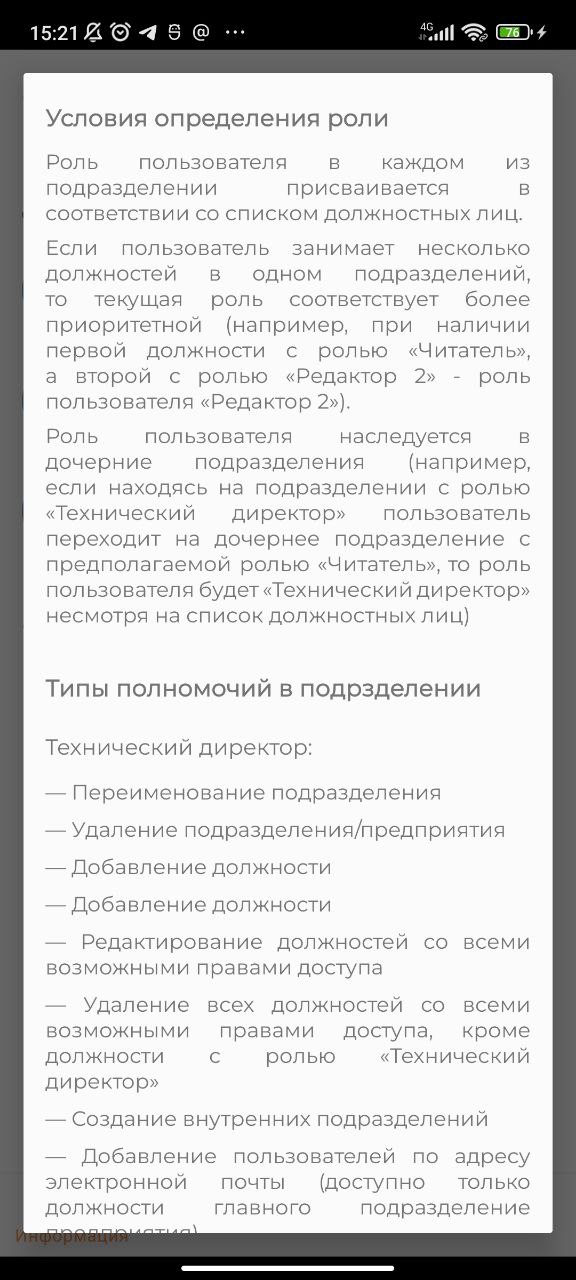 15:21
4G
76
Условия определения роли
Роль пользователя в каждом из
подразделении присваивается в
соответствии со списком должностных лиц.
Если пользователь занимает несколько
должностей в одном подразделений,
то текущая роль соответствует более
приоритетной (например, при наличии
первой должности с ролью «Читатель»,
а второй с ролью «Редактор 2» - роль
пользователя «Редактор 2»).
Роль пользователя наследуется в
дочерние подразделения (например,
если находясь на подразделении с ролью
«Технический директор» пользователь
переходит на дочернее подразделение с
предполагаемой ролью «Читатель», то роль
пользователя будет «Технический директор»
несмотря на список должностных лиц)
Типы полномочий в подрзделении
Технический директор:
— Переименование подразделения
— Удаление подразделения/предприятия
— Добавление должности
— Добавление должности
— Редактирование должностей со всеми
возможными правами доступа
— Удаление всех должностей со всеми
возможными правами доступа, кроме
должности с ролью «Технический
директор»
— Создание внутренних подразделений
— Добавление пользователей по адресу
электронной почты (доступно только
должности главного подразделение
предприятия)
Информация